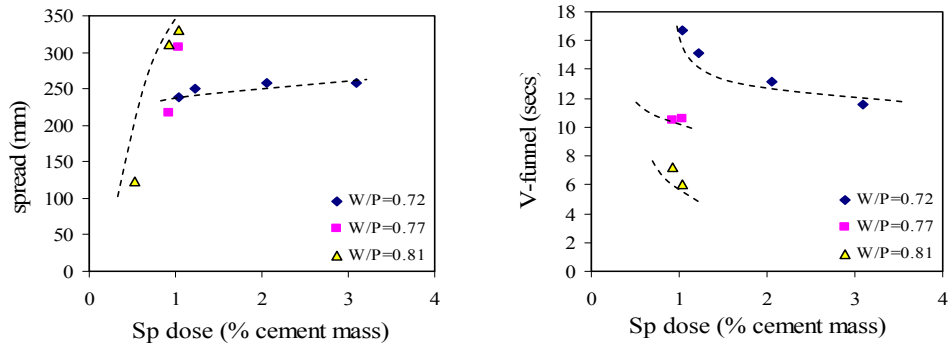 350
300
250
200
150
100
50
0
spread (mm)
W/P=0.72
W/P=0.77
W/P=0.81
0 1 2 3 4
Sp dose (% cement mass)
18
16
14
12
10
8
6
4
2
0
V-funnel (secs)
W/P=0.72
W/P=0.77
W/P=0.81
0 1 2 3 4
Sp dose (% cement mass)